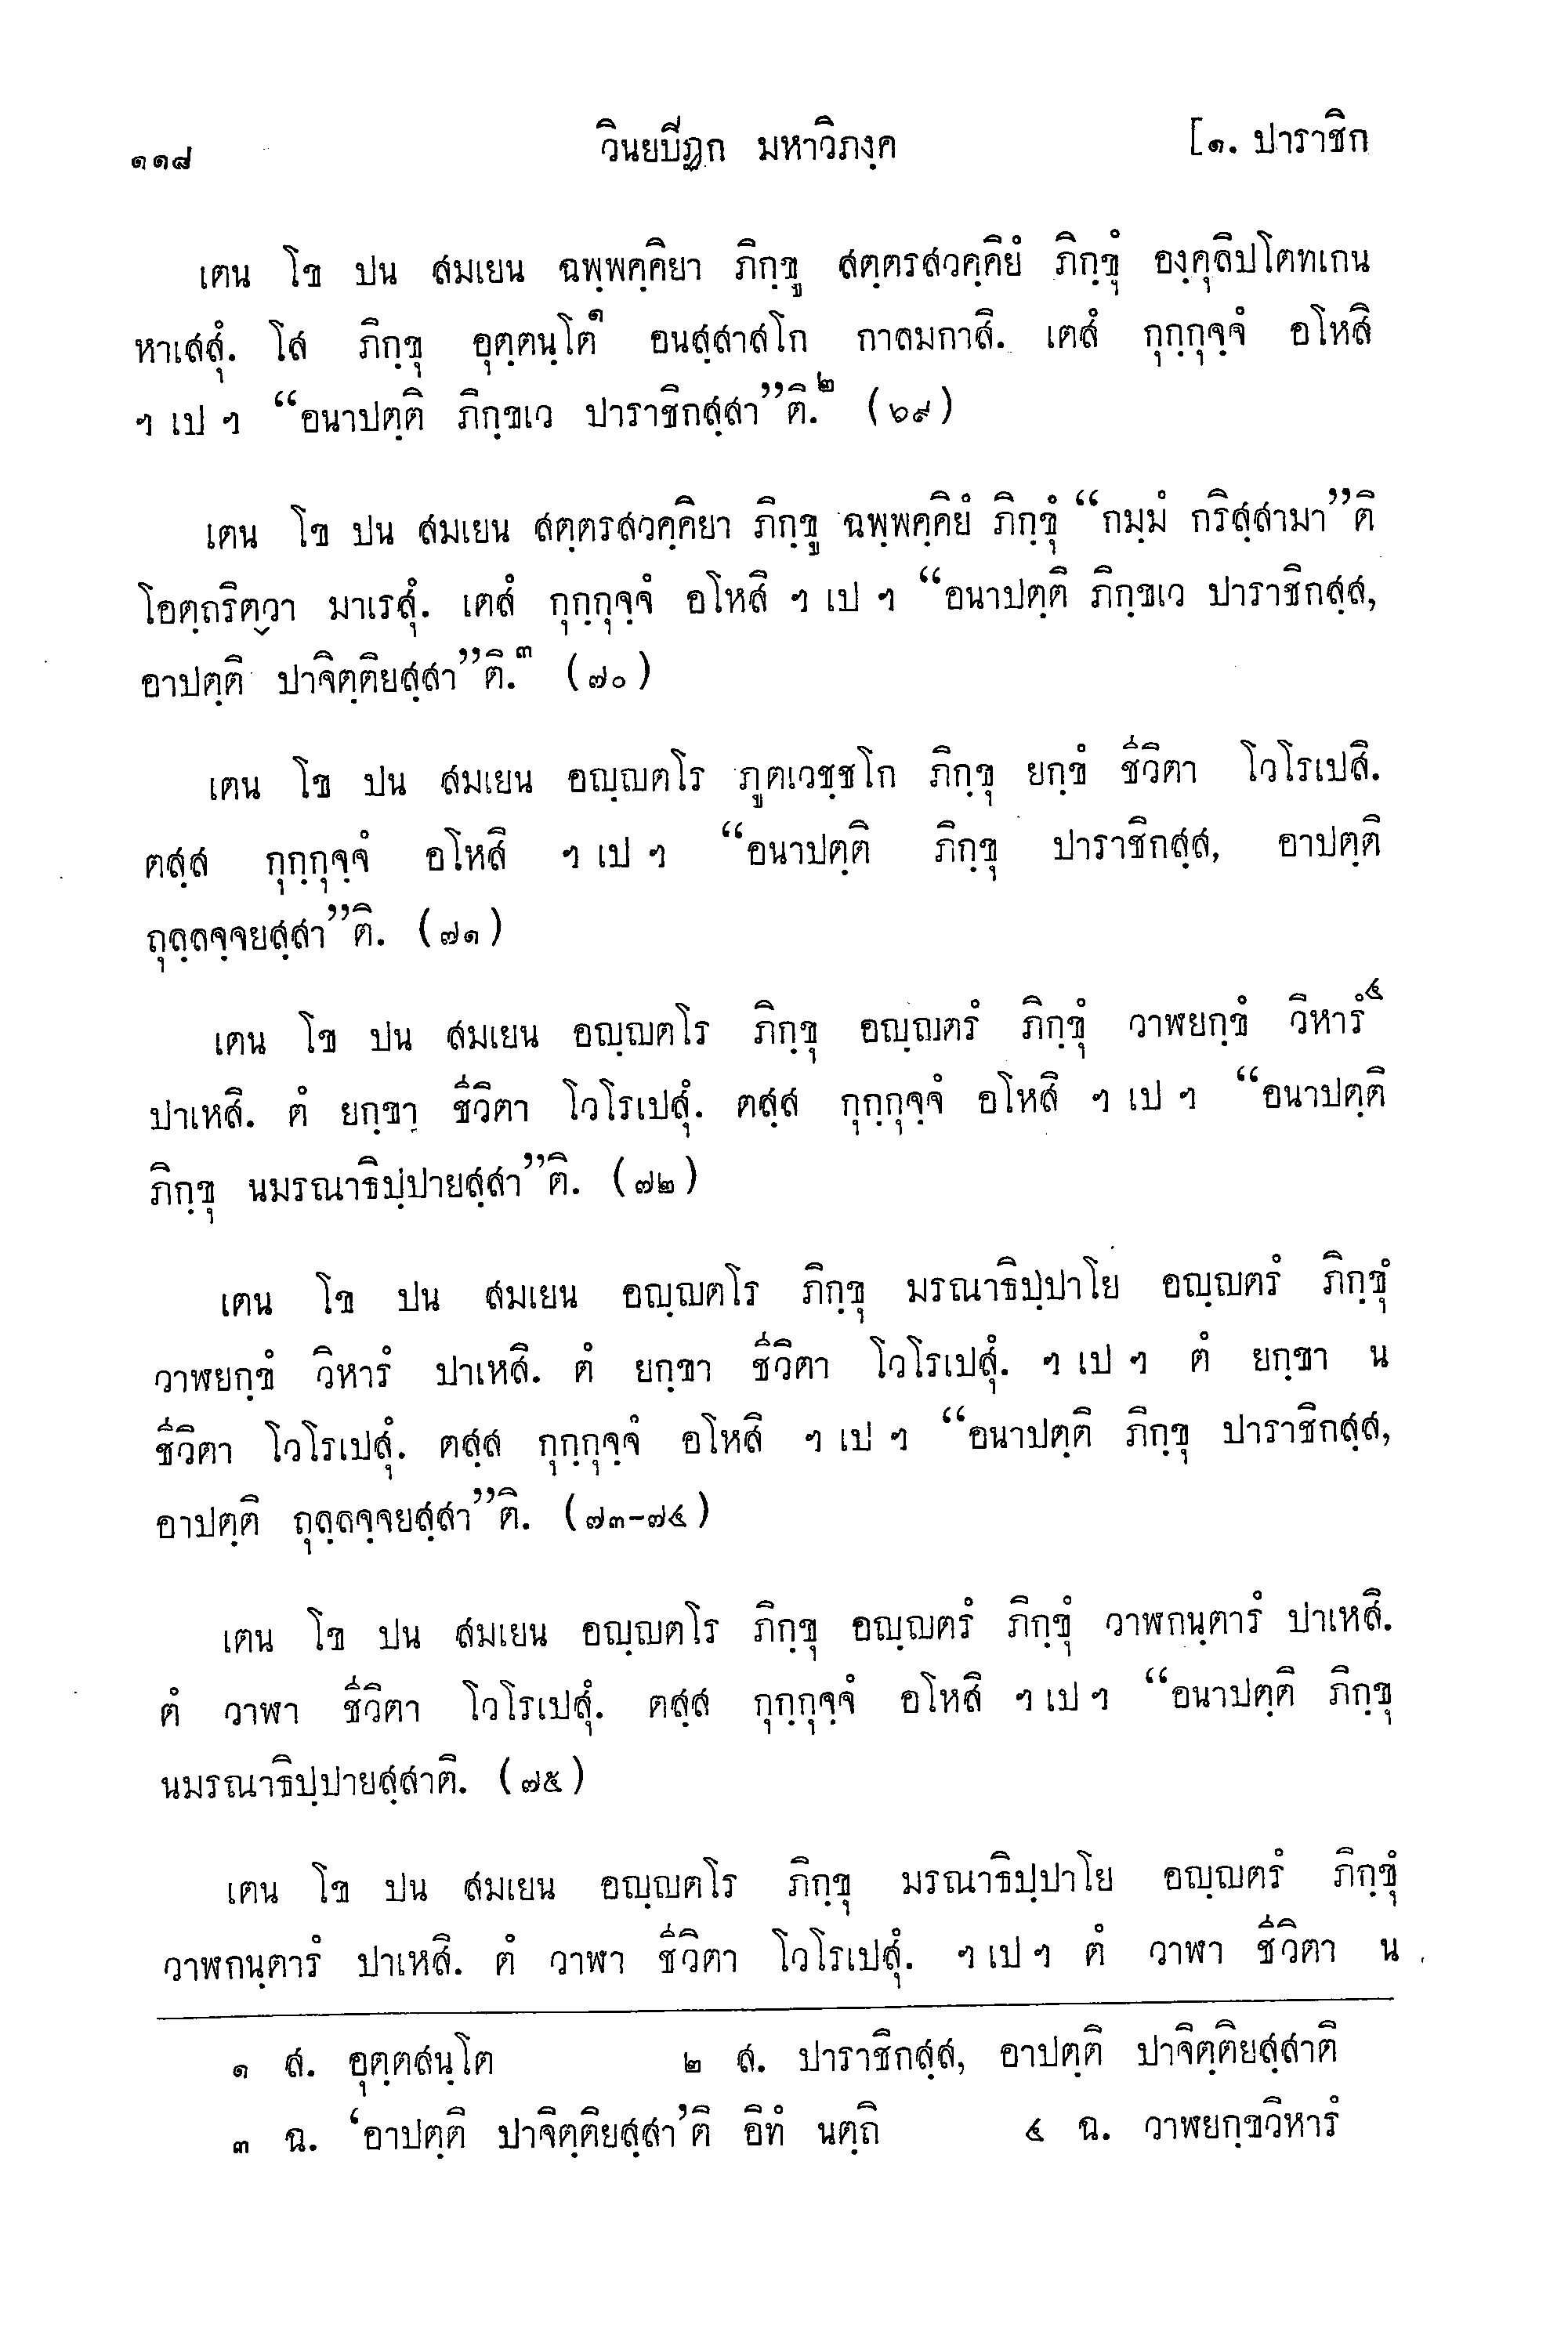 ๑๑๘ วินยปิฏก มหาวิภงฺค [๑. ปาราชิก
เตน โข ปน สมเยน ฉพฺพคฺคิยา ภิกฺขู สตฺตรสวคฺคิยํ ภิกฺขุํ องฺคุลิปโตทเกน
หาเสสุํ. โส ภิกฺขุ อุตฺตนฺโต๑ อนสฺสาสโก กาลมกาสิ. เตสํ กุกฺกุจฺจํ อโหสิ
ฯ เป ฯ “อนาปตฺติ ภิกฺขเว ปาราชิกสฺสา”ติ.๒ (๖๙)
เตน โข ปน สมเยน สตฺตรสวคฺคิยา ภิกฺขู ฉพฺพคฺคิยํ ภิกฺขุํ “กมฺมํ กริสฺสามา”ติ
โอตฺถริตฺวา มาเรสุํ. เตสํ กุกฺกุจฺจํ อโหสิ ฯ เป ฯ “อนาปตฺติ ภิกฺขเว ปาราชิกสฺส,
อาปตฺติ ปาจิตฺติยสฺสา”ติ.๓ (๗๐)
เตน โข ปน สมเยน อญฺญตโร ภูตเวชฺชโก ภิกฺขุ ยกฺขํ ชีวิตา โวโรเปสิ.
ตสฺส กุกฺกุจฺจํ อโหสิ ฯ เป ฯ “อนาปตฺติ ภิกฺขุ ปาราชิกสฺส, อาปตฺติ
ถุลฺลจฺจยสฺสา”ติ. (๗๑)
เตน โข ปน สมเยน อญฺญตโร ภิกฺขุ อญฺญตรํ ภิกฺขุํ วาฬยกฺขํ วิหารํ๔
ปาเหสิ. ตํ ยกฺขา ชีวิตา โวโรเปสุํ. ตสฺส กุกฺกุจฺจํ อโหสิ ฯ เป ฯ “อนาปตฺติ
ภิกฺขุ นมรณาธิปฺปายสฺสา”ติ. (๗๒)
เตน โข ปน สมเยน อญฺญตโร ภิกฺขุ มรณาธิปฺปาโย อญฺญตรํ ภิกฺขุํ
วาฬยกฺขํ วิหารํ ปาเหสิ. ตํ ยกฺขา ชีวิตา โวโรเปสุํ. ฯ เป ฯ ตํ ยกฺขา น
ชีวิตา โวโรเปสุํ. ตสฺส กุกฺกุจฺจํ อโหสิ ฯ เป ฯ “อนาปตฺติ ภิกฺขุ ปาราชิกสฺส,
อาปตฺติ ถุลฺลจฺจยสฺสา”ติ. (๗๓-๗๔)
เตน โข ปน สมเยน อญฺญตโร ภิกฺขุ อญฺญตรํ ภิกฺขุํ วาฬกนฺตารํ ปาเหสิ.
ตํ วาฬา ชีวิตา โวโรเปสุํ. ตสฺส กุกฺกุจฺจํ อโหสิ ฯ เป ฯ “อนาปตฺติ ภิกฺขุ
นมรณาธิปฺปายสฺสาติ. (๗๕)
เตน โข ปน สมเยน อญฺญตโร ภิกฺขุ มรณาธิปฺปาโย อญฺญตรํ ภิกฺขุํ
วาฬกนฺตารํ ปาเหสิ. ตํ วาฬา ชีวิตา โวโรเปสุํ. ฯ เป ฯ ตํ วาฬา ชีวิตา น
๑ ส. อุตฺตสนฺโต ๒ ส. ปาราชิกสฺส, อาปตฺติ ปาจิตฺติยสฺสาติ
๓ ฉ. ‘อาปตฺติ ปาจิตฺติยสฺสา’ติ อิทํ นตฺถิ ๔ ฉ. วาฬยกฺขวิหารํ